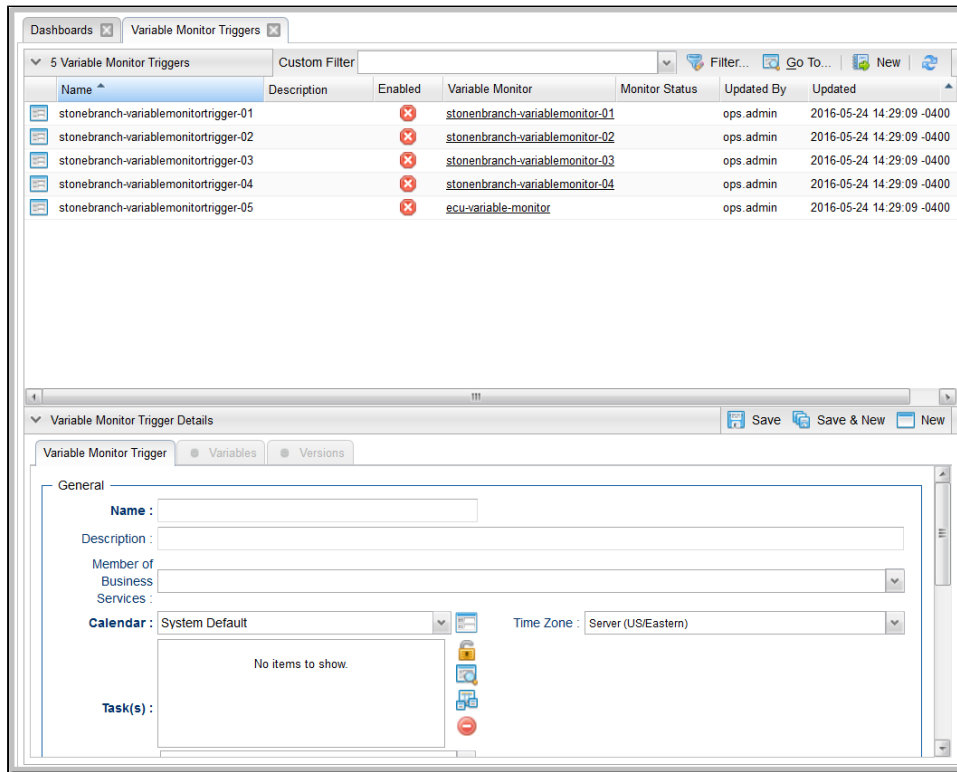 Dashboards Variable Monitor Triggers
5 Variable Monitor Triggers Custom Filter Filter... Go To... New
Name Description Enabled Variable Monitor Monitor Status Updated By Updated
stonebranch-variablemonitortrigger-01 stonenbranch-variablemonitor-01 ops.admin 2016-05-24 14:29:09 -0400
stonebranch-variablemonitortrigger-02 stonenbranch-variablemonitor-02 ops.admin 2016-05-24 14:29:09 -0400
stonebranch-variablemonitortrigger-03 stonenbranch-variablemonitor-03 ops.admin 2016-05-24 14:29:09 -0400
stonebranch-variablemonitortrigger-04 stonenbranch-variablemonitor-04 ops.admin 2016-05-24 14:29:09 -0400
stonebranch-variablemonitortrigger-05 ecu-variable-monitor ops.admin 2016-05-24 14:29:09 -0400
Variable Monitor Trigger Details Save Save & New New
Variable Monitor Trigger Variables Versions
General
Name :
Description :
Member of
Business
Services :
Calendar : System Default Time Zone : Server (US/Eastern)
No items to show.
Task(s) :